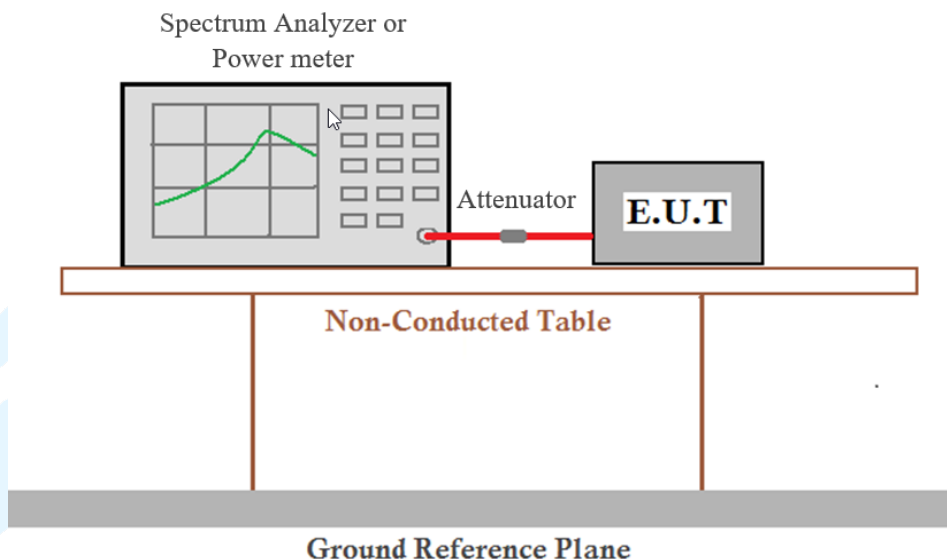 Spectrum Analyzer or
Power meter
Attenuator
E.U.T
Non-Conducted Table
Ground Reference Plane